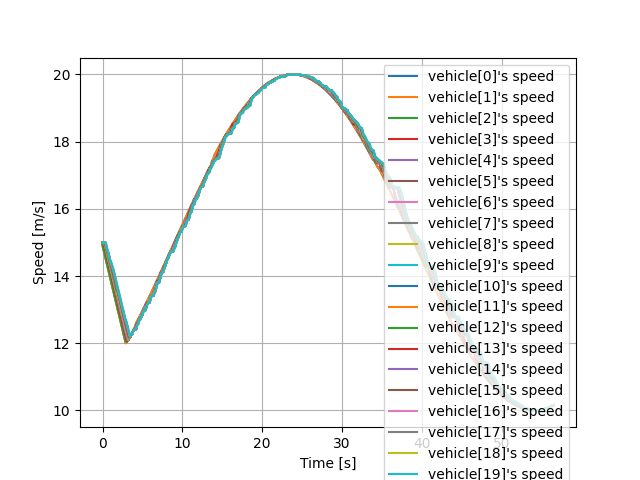 20
18
16
14
12
10
Speed [m/s]
0 10 20 30 40 50
Time [s]
vehicle[0]'s speed
vehicle[1]'s speed
vehicle[2]'s speed
vehicle[3]'s speed
vehicle[4]'s speed
vehicle[5]'s speed
vehicle[6]'s speed
vehicle[7]'s speed
vehicle[8]'s speed
vehicle[9]'s speed
vehicle[10]'s speed
vehicle[11]'s speed
vehicle[12]'s speed
vehicle[13]'s speed
vehicle[14]'s speed
vehicle[15]'s speed
vehicle[16]'s speed
vehicle[17]'s speed
vehicle[18]'s speed
vehicle[19]'s speed